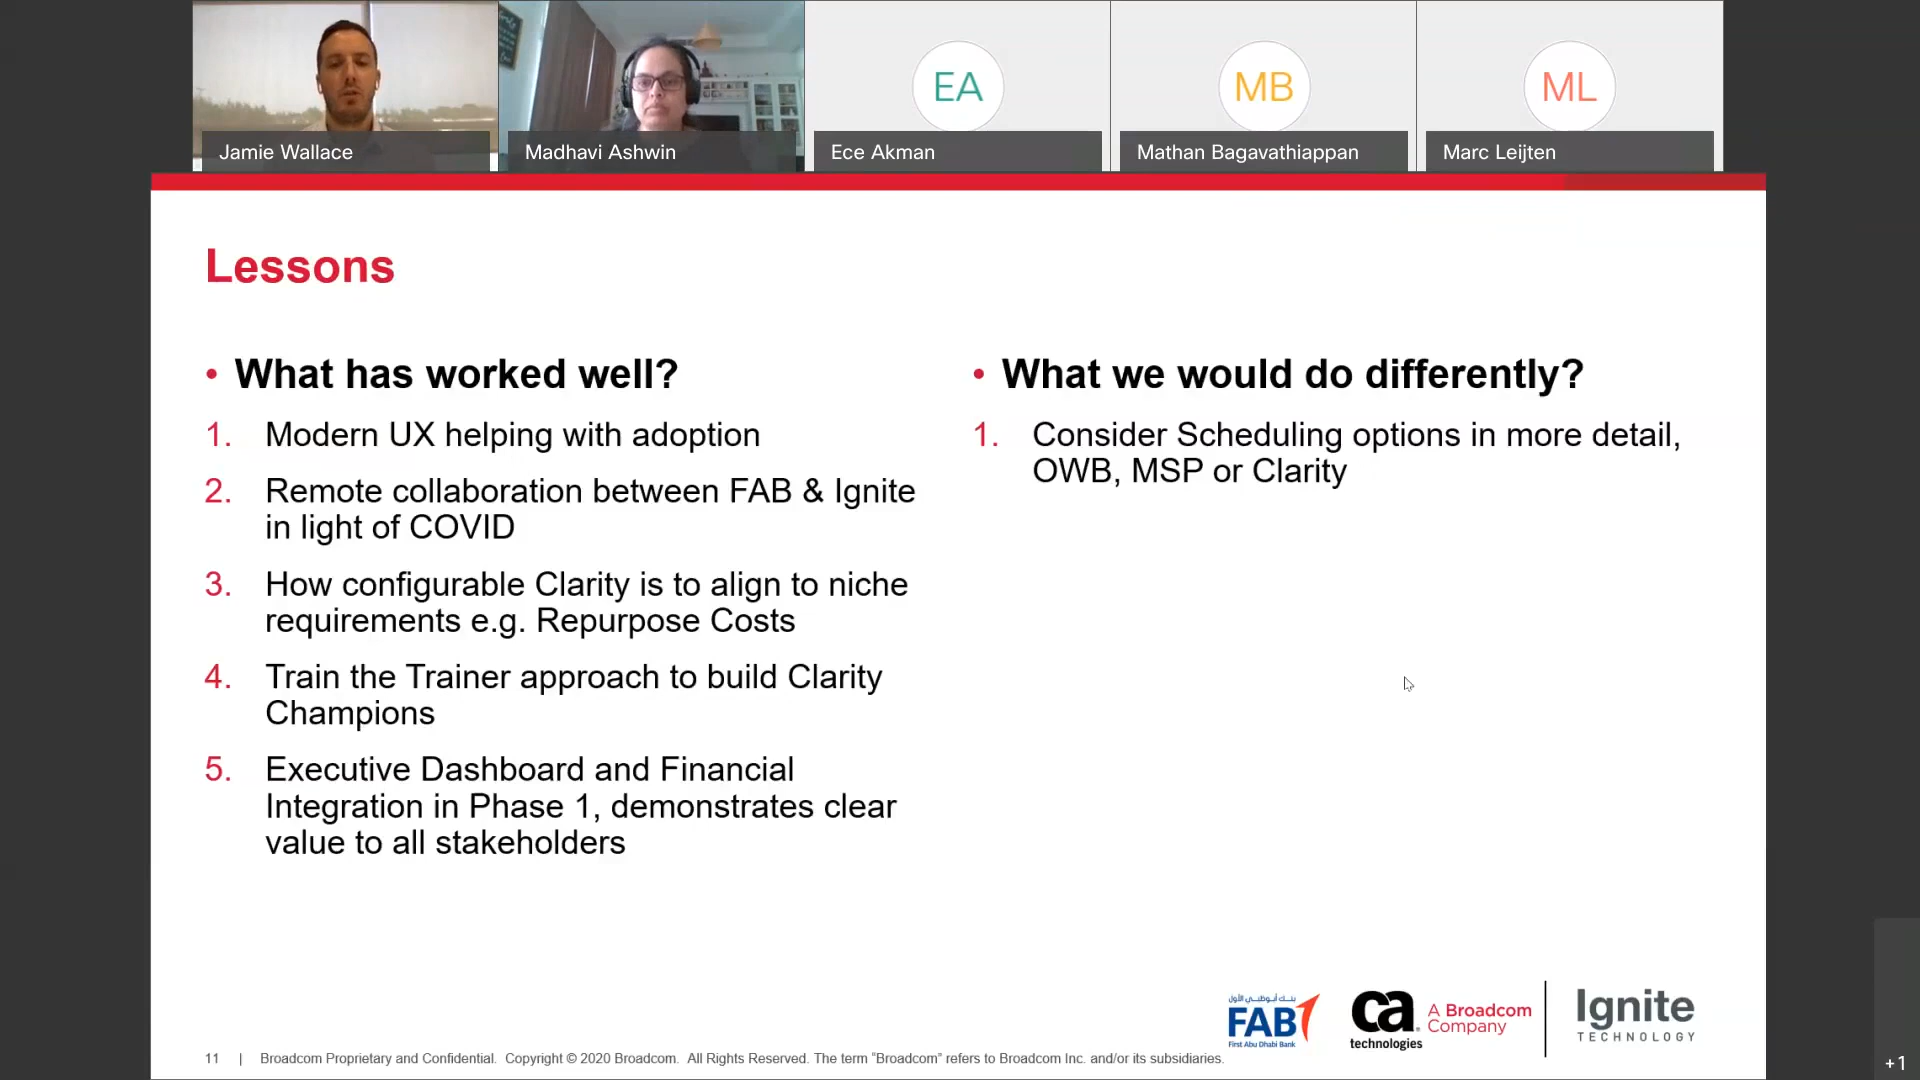 EA
MB
ML
Jamie Wallace
Madhavi Ashwin
Ece Akman
Mathan Bagavathiappan
Marc Leijten
Lessons
• What has worked well?
1. Modern UX helping with adoption
2. Remote collaboration between FAB & Ignite
in light of COVID
3. How configurable Clarity is to align to niche
requirements e.g. Repurpose Costs
4. Train the Trainer approach to build Clarity
Champions
5. Executive Dashboard and Financial
Integration in Phase 1, demonstrates clear
value to all stakeholders
• What we would do differently?
1. Consider Scheduling options in more detail,
OWB, MSP or Clarity
بنك أبوظبي الأول
FAB
First Abu Dhabi Bank
ca
technologies
A Broadcom
Company
Ignite
TECHNOLOGY
11 | Broadcom Proprietary and Confidential. Copyright © 2020 Broadcom. All Rights Reserved. The term “Broadcom” refers to Broadcom Inc. and/or its subsidiaries.
+1